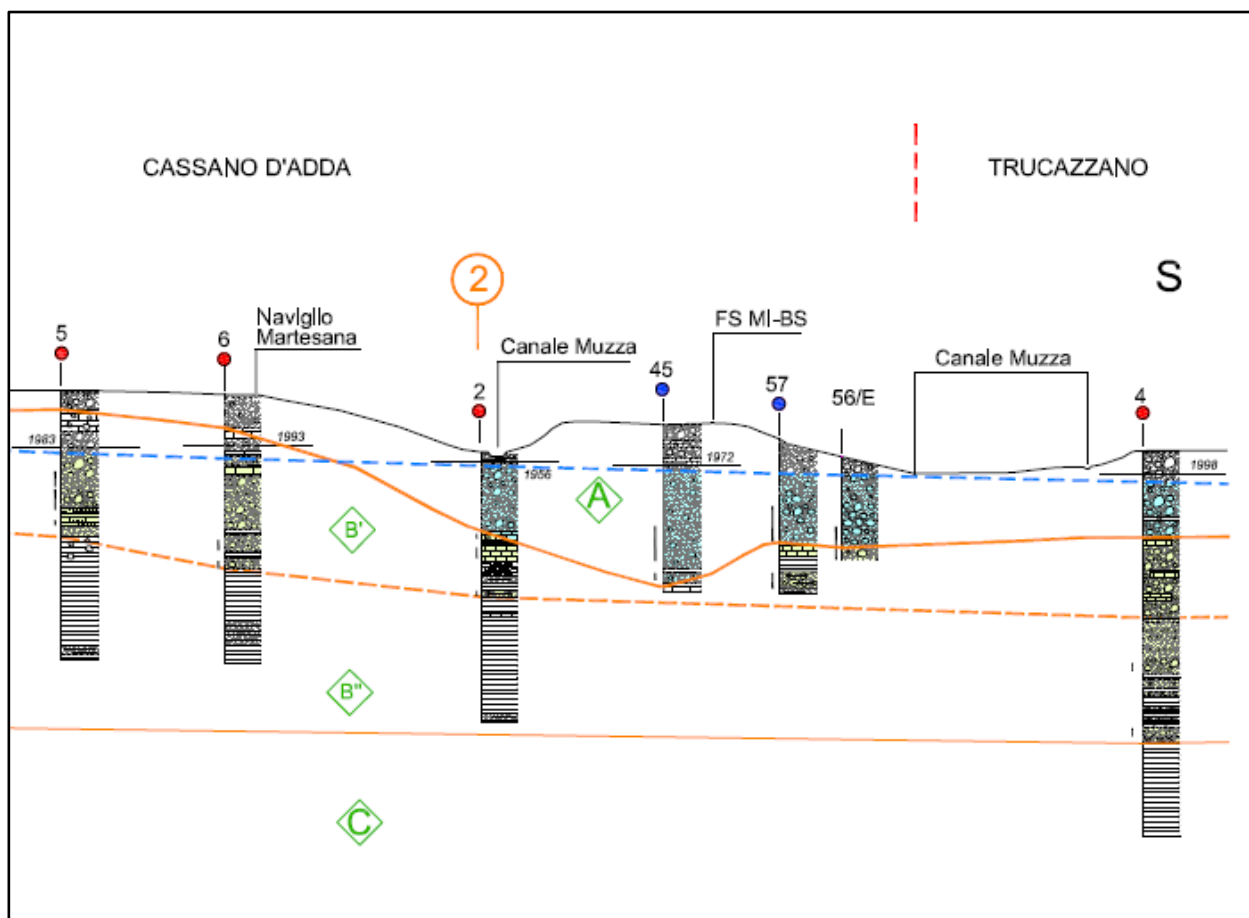 CASSANO D'ADDA
TRUCAZZANO
2
S
5
6
Naviglio
Martesana
2
Canale Muzza
45
FS MI-BS
57
56/E
Canale Muzza
4
1983
1993
1956
1972
1998
A
B'
B"
C